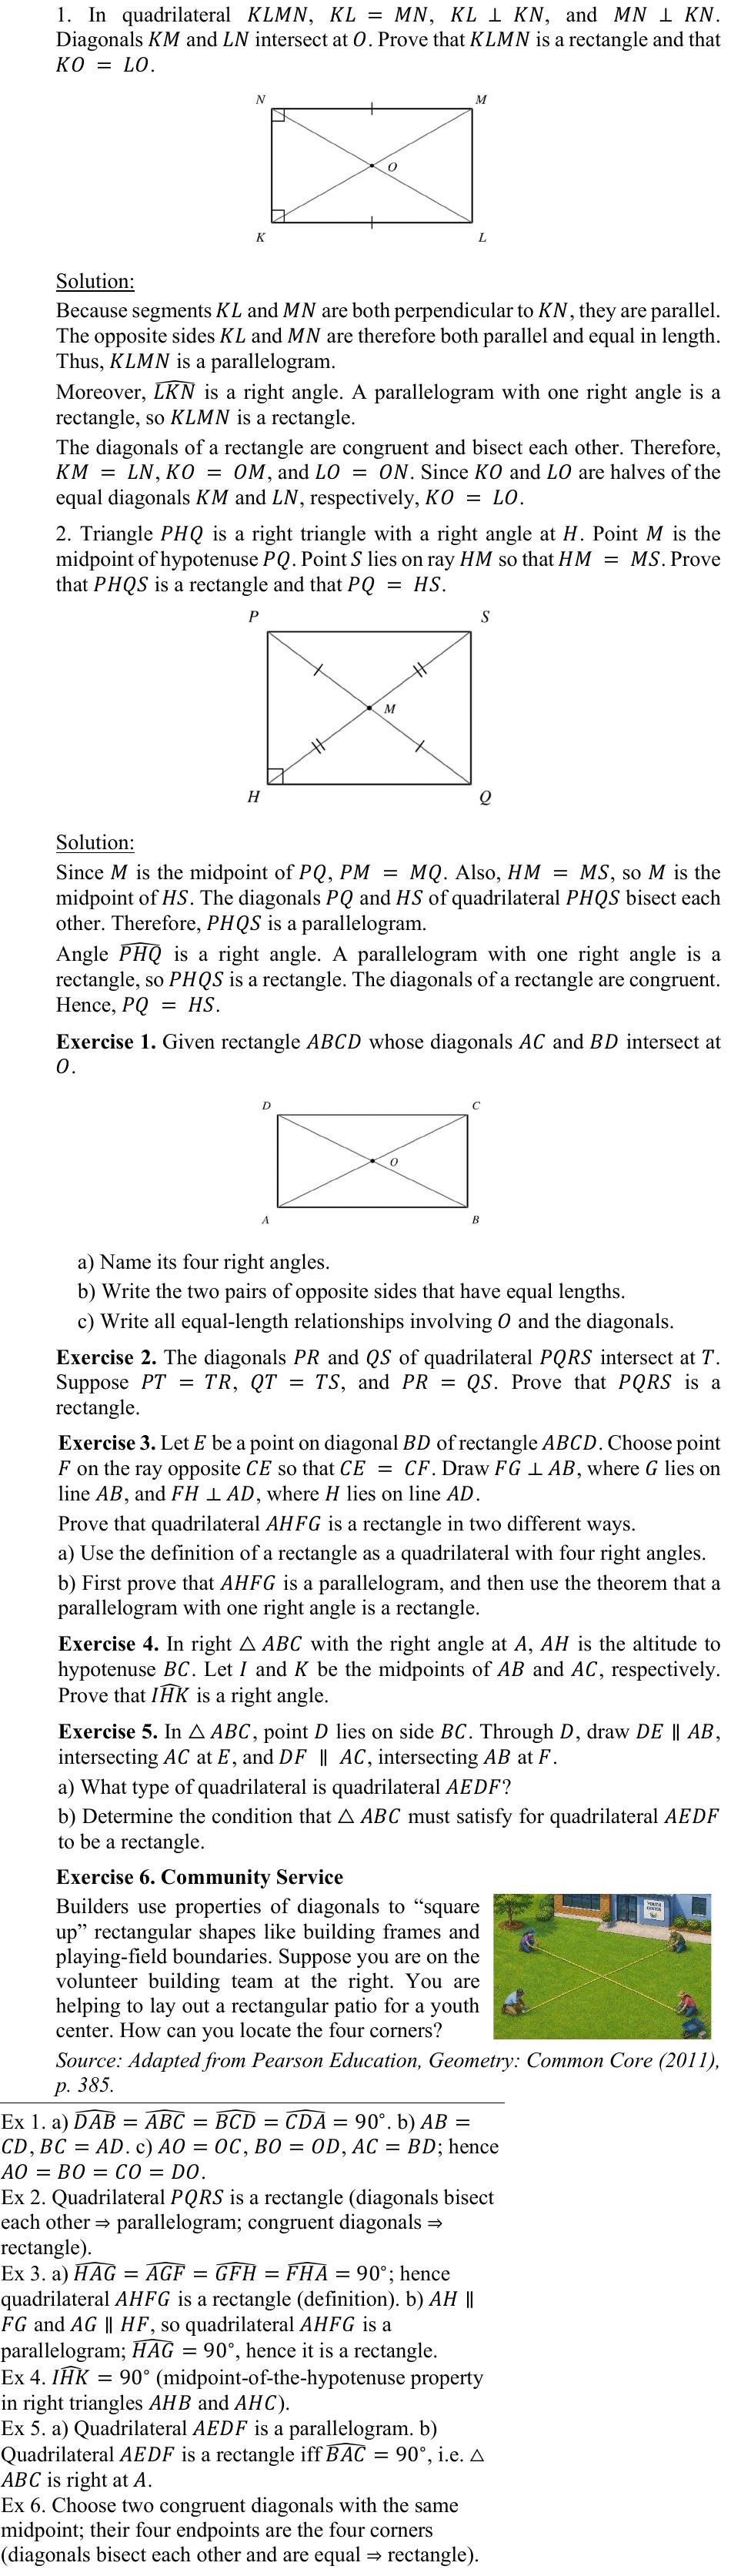 1. In quadrilateral KLMN, KL = MN, KL ⊥ KN, and MN ⊥ KN.
Diagonals KM and LN intersect at O. Prove that KLMN is a rectangle and that
KO = LO.
N
M
O
K
L
Solution:
Because segments KL and MN are both perpendicular to KN, they are parallel.
The opposite sides KL and MN are therefore both parallel and equal in length.
Thus, KLMN is a parallelogram.
Moreover, \widehat{LKN} is a right angle. A parallelogram with one right angle is a
rectangle, so KLMN is a rectangle.
The diagonals of a rectangle are congruent and bisect each other. Therefore,
KM = LN, KO = OM, and LO = ON. Since KO and LO are halves of the
equal diagonals KM and LN, respectively, KO = LO.
2. Triangle PHQ is a right triangle with a right angle at H. Point M is the
midpoint of hypotenuse PQ. Point S lies on ray HM so that HM = MS. Prove
that PHQS is a rectangle and that PQ = HS.
P
S
M
H
Q
Solution:
Since M is the midpoint of PQ, PM = MQ. Also, HM = MS, so M is the
midpoint of HS. The diagonals PQ and HS of quadrilateral PHQS bisect each
other. Therefore, PHQS is a parallelogram.
Angle \widehat{PHQ} is a right angle. A parallelogram with one right angle is a
rectangle, so PHQS is a rectangle. The diagonals of a rectangle are congruent.
Hence, PQ = HS.
Exercise 1. Given rectangle ABCD whose diagonals AC and BD intersect at
O.
D
C
O
A
B
a) Name its four right angles.
b) Write the two pairs of opposite sides that have equal lengths.
c) Write all equal-length relationships involving O and the diagonals.
Exercise 2. The diagonals PR and QS of quadrilateral PQRS intersect at T.
Suppose PT = TR, QT = TS, and PR = QS. Prove that PQRS is a
rectangle.
Exercise 3. Let E be a point on diagonal BD of rectangle ABCD. Choose point
F on the ray opposite CE so that CE = CF. Draw FG ⊥ AB, where G lies on
line AB, and FH ⊥ AD, where H lies on line AD.
Prove that quadrilateral AHFG is a rectangle in two different ways.
a) Use the definition of a rectangle as a quadrilateral with four right angles.
b) First prove that AHFG is a parallelogram, and then use the theorem that a
parallelogram with one right angle is a rectangle.
Exercise 4. In right △ ABC with the right angle at A, AH is the altitude to
hypotenuse BC. Let I and K be the midpoints of AB and AC, respectively.
Prove that \widehat{IHK} is a right angle.
Exercise 5. In △ ABC, point D lies on side BC. Through D, draw DE ∥ AB,
intersecting AC at E, and DF ∥ AC, intersecting AB at F.
a) What type of quadrilateral is quadrilateral AEDF?
b) Determine the condition that △ ABC must satisfy for quadrilateral AEDF
to be a rectangle.
Exercise 6. Community Service
Builders use properties of diagonals to “square
up” rectangular shapes like building frames and
playing-field boundaries. Suppose you are on the
volunteer building team at the right. You are
helping to lay out a rectangular patio for a youth
center. How can you locate the four corners?
YOUTH
CENTER
Source: Adapted from Pearson Education, Geometry: Common Core (2011),
p. 385.
Ex 1. a) \widehat{DAB} = \widehat{ABC} = \widehat{BCD} = \widehat{CDA} = 90°. b) AB =
CD, BC = AD. c) AO = OC, BO = OD, AC = BD; hence
AO = BO = CO = DO.
Ex 2. Quadrilateral PQRS is a rectangle (diagonals bisect
each other ⇒ parallelogram; congruent diagonals ⇒
rectangle).
Ex 3. a) \widehat{HAG} = \widehat{AGF} = \widehat{GFH} = \widehat{FHA} = 90°; hence
quadrilateral AHFG is a rectangle (definition). b) AH ∥
FG and AG ∥ HF, so quadrilateral AHFG is a
parallelogram; \widehat{HAG} = 90°, hence it is a rectangle.
Ex 4. \widehat{IHK} = 90° (midpoint-of-the-hypotenuse property
in right triangles AHB and AHC).
Ex 5. a) Quadrilateral AEDF is a parallelogram. b)
Quadrilateral AEDF is a rectangle iff \widehat{BAC} = 90°, i.e. △
ABC is right at A.
Ex 6. Choose two congruent diagonals with the same
midpoint; their four endpoints are the four corners
(diagonals bisect each other and are equal ⇒ rectangle).